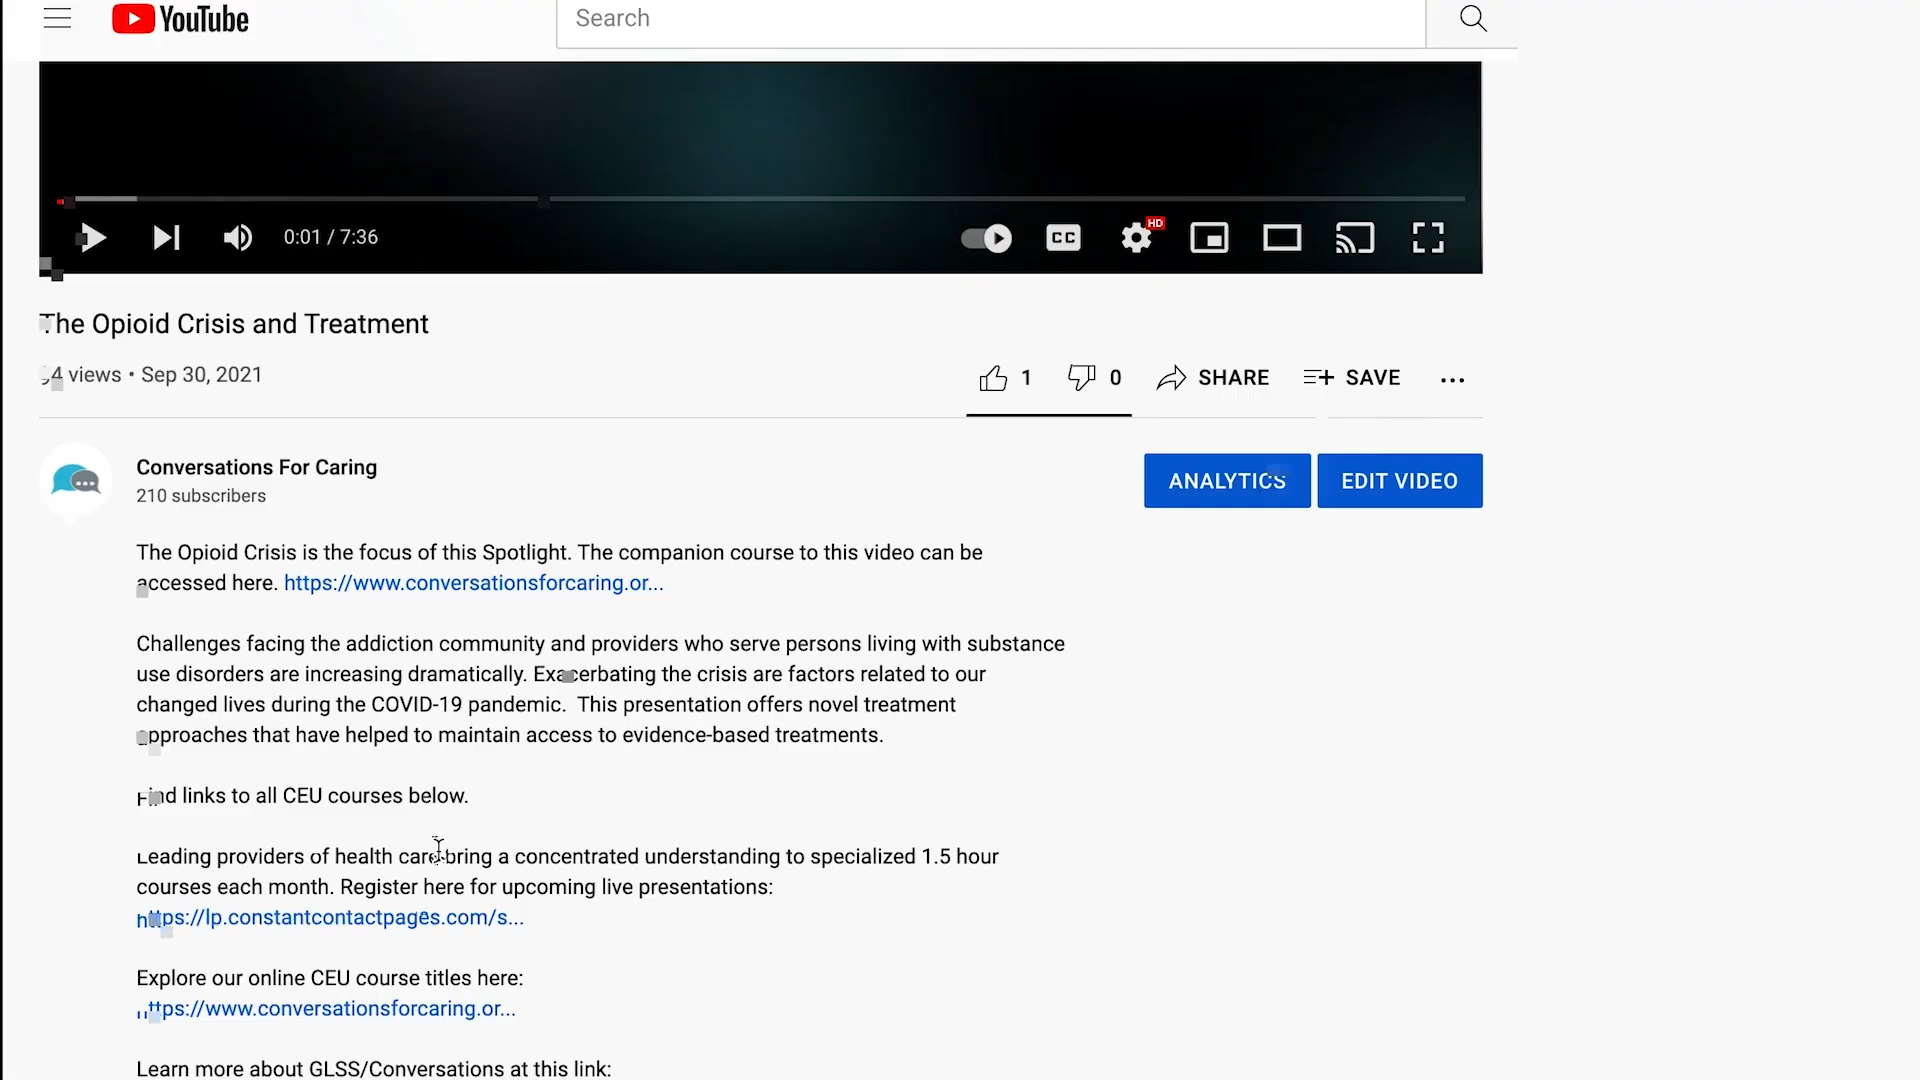 YouTube
Search
HD
CC
0:01 / 7:36
The Opioid Crisis and Treatment
94 views • Sep 30, 2021
1
0
SHARE
SAVE
Conversations For Caring
210 subscribers
ANALYTICS
EDIT VIDEO
The Opioid Crisis is the focus of this Spotlight. The companion course to this video can be
accessed here. https://www.conversationsforcaring.or...
Challenges facing the addiction community and providers who serve persons living with substance
use disorders are increasing dramatically. Exacerbating the crisis are factors related to our
changed lives during the COVID-19 pandemic. This presentation offers novel treatment
approaches that have helped to maintain access to evidence-based treatments.
Find links to all CEU courses below.
Leading providers of health care bring a concentrated understanding to specialized 1.5 hour
courses each month. Register here for upcoming live presentations:
https://lp.constantcontactpages.com/s...
Explore our online CEU course titles here:
https://www.conversationsforcaring.or...
Learn more about GLSS/Conversations at this link: